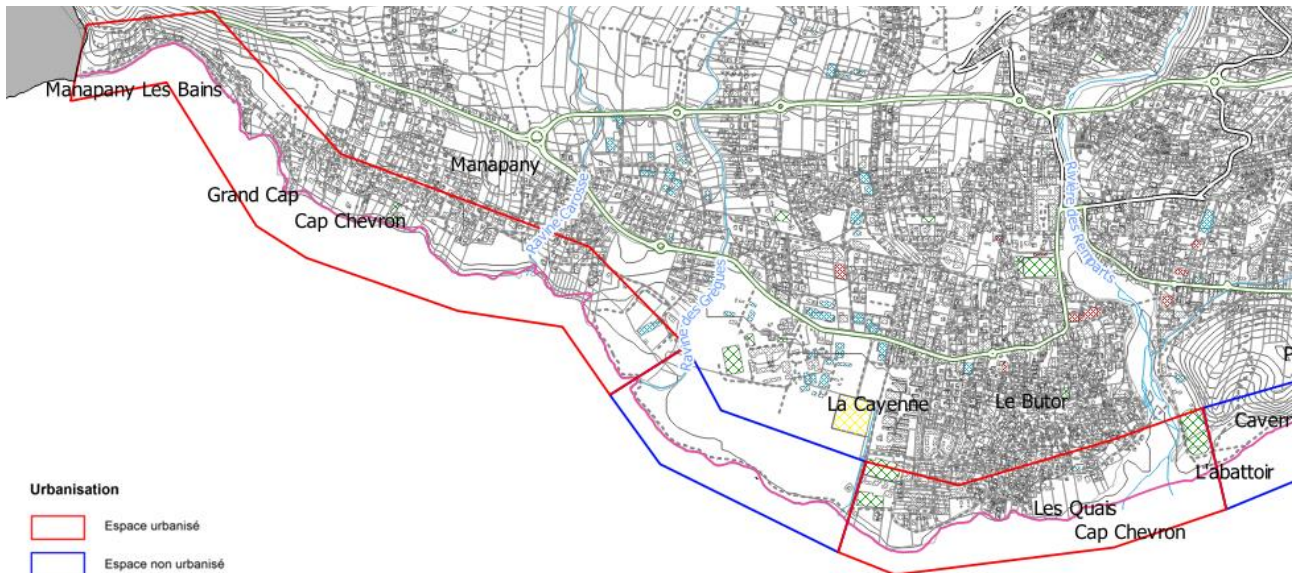 Manapany Les Bains
Manapany
Grand Cap
Cap Chevron
Ravine Carosse
Ravine des Grègues
Rivière des Remparts
La Cayenne
Le Butor
P
Cavern
L'abattoir
Les Quais
Cap Chevron
Urbanisation
Espace urbanisé
Espace non urbanisé